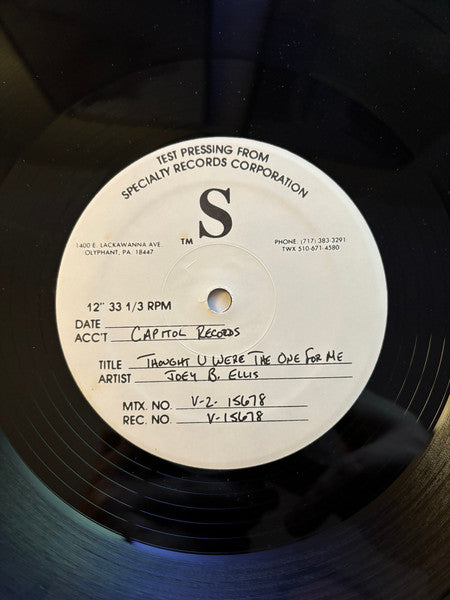 TEST PRESSING FROM
SPECIALTY RECORDS CORPORATION
S
TM
1400 E. LACKAWANNA AVE.
OLYPHANT, PA. 18447
PHONE: (717) 383-3291
TWX 510-671-4580
12" 33 1/3 RPM
DATE
ACC'T CAPITOL RECORDS
TITLE THOUGHT U WERE THE ONE FOR ME
ARTIST JOEY B. ELLIS
MTX. NO. V-2-15678
REC. NO. V-15678